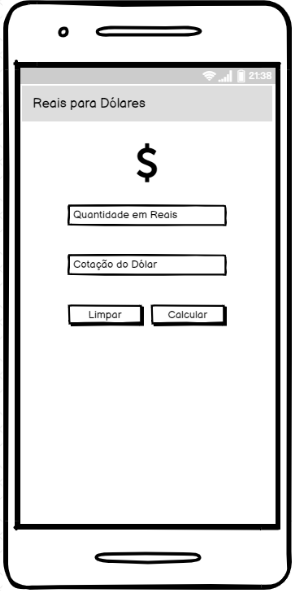 21:38
Reais para Dólares
$
Quantidade em Reais
Cotação do Dólar
Limpar Calcular